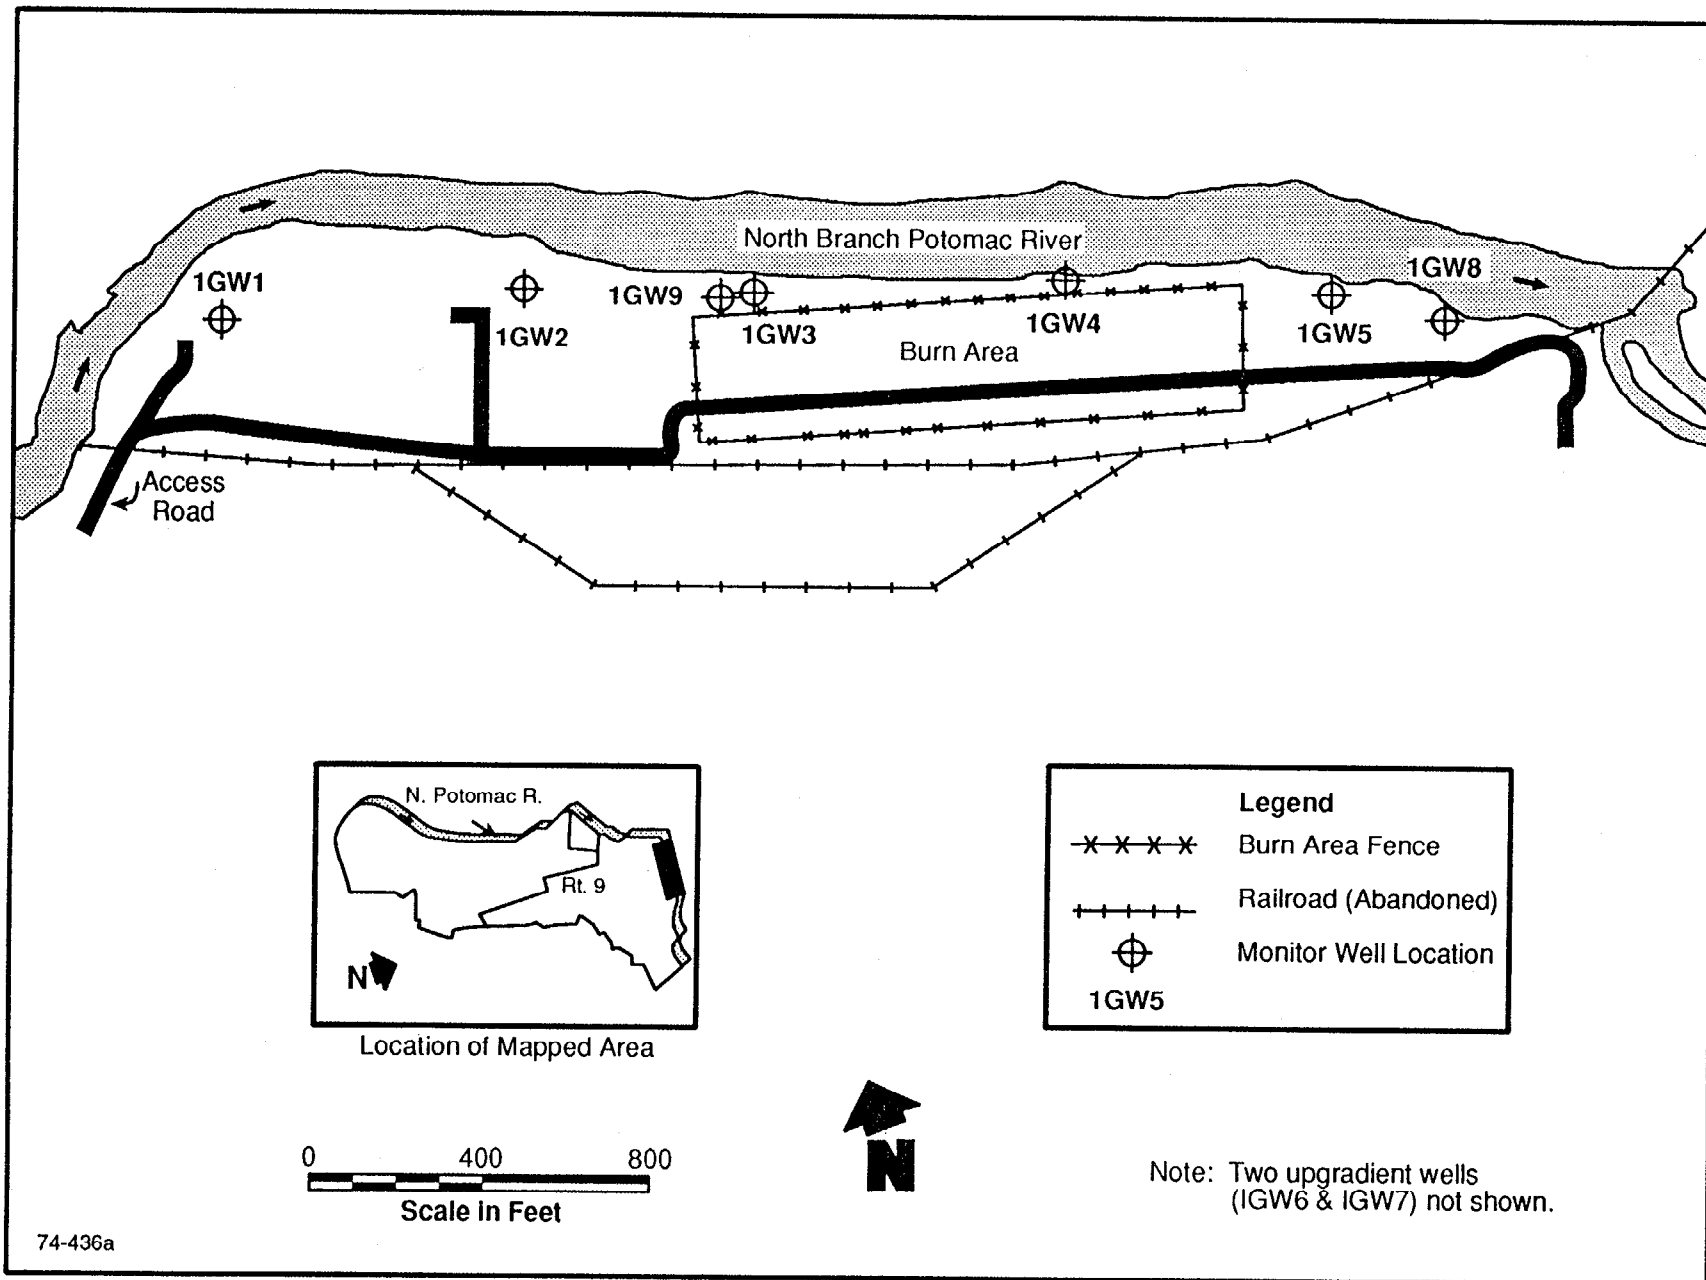 North Branch Potomac River
1GW8
1GW1
1GW9
1GW2
1GW3
1GW4
1GW5
Burn Area
Access
Road
N. Potomac R.
Rt. 9
N
Location of Mapped Area
Legend
Burn Area Fence
Railroad (Abandoned)
Monitor Well Location
1GW5
0 400 800
Scale in Feet
N
Note: Two upgradient wells
(IGW6 & IGW7) not shown.
74-436a